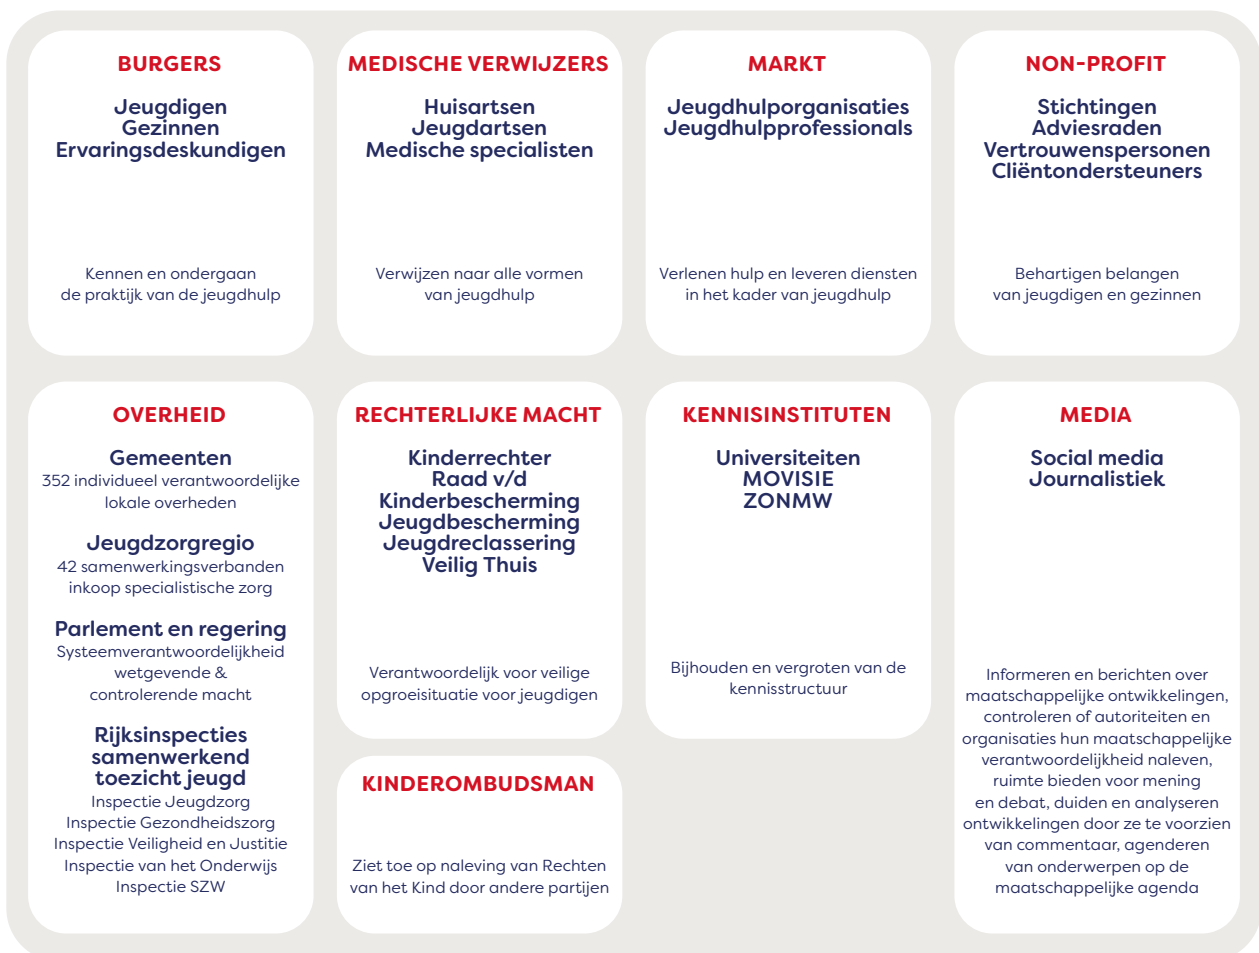 BURGERS
Jeugdigen
Gezinnen
Ervaringsdeskundigen
Kennen en ondergaan
de praktijk van de jeugdhulp
MEDISCHE VERWIJZERS
Huisartsen
Jeugdartsen
Medische specialisten
Verwijzen naar alle vormen
van jeugdhulp
MARKT
Jeugdhulporganisaties
Jeugdhulpprofessionals
Verlenen hulp en leveren diensten
in het kader van jeugdhulp
NON-PROFIT
Stichtingen
Adviesraden
Vertrouwenspersonen
Cliëntondersteuners
Behartigen belangen
van jeugdigen en gezinnen
OVERHEID
Gemeenten
352 individueel verantwoordelijke
lokale overheden
Jeugdzorgregio
42 samenwerkingsverbanden
inkoop specialistische zorg
Parlement en regering
Systeemverantwoordelijkheid
wetgevende &
controlerende macht
Rijksinspecties
samenwerkend
toezicht jeugd
Inspectie Jeugdzorg
Inspectie Gezondheidszorg
Inspectie Veiligheid en Justitie
Inspectie van het Onderwijs
Inspectie SZW
RECHTERLIJKE MACHT
Kinderrechter
Raad v/d
Kinderbescherming
Jeugdbescherming
Jeugdreclassering
Veilig Thuis
Verantwoordelijk voor veilige
opgroeisituatie voor jeugdigen
KINDEROMBUDSMAN
Ziet toe op naleving van Rechten
van het Kind door andere partijen
KENNISINSTITUTEN
Universiteiten
MOVISIE
ZONMW
Bijhouden en vergroten van de
kennisstructuur
MEDIA
Social media
Journalistiek
Informeren en berichten over
maatschappelijke ontwikkelingen,
controleren of autoriteiten en
organisaties hun maatschappelijke
verantwoordelijkheid naleven,
ruimte bieden voor mening
en debat, duiden en analyseren
ontwikkelingen door ze te voorzien
van commentaar, agenderen
van onderwerpen op de
maatschappelijke agenda